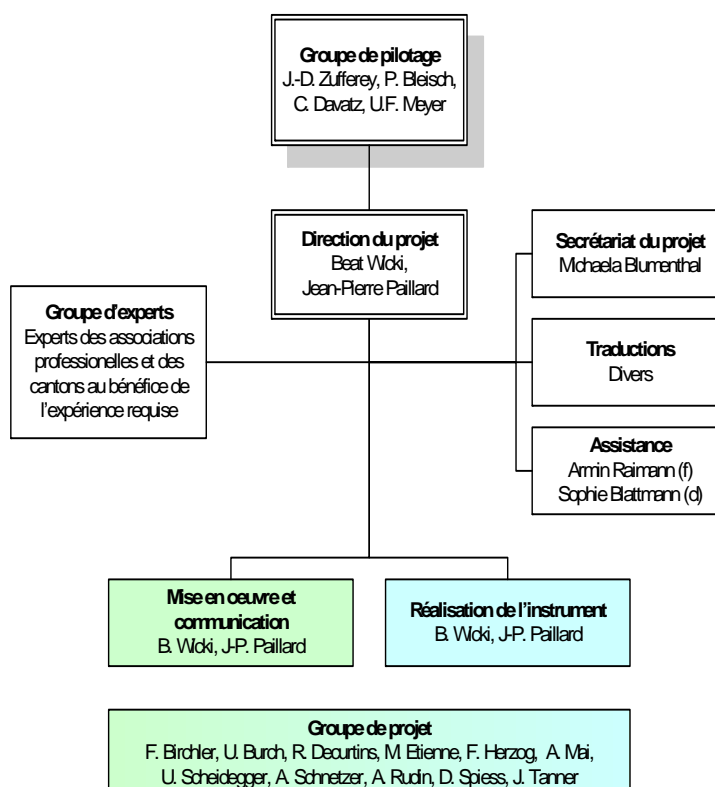 Groupe de pilotage
J.-D. Zufferey, P. Bleisch,
C. Davatz, U.F. Meyer
Direction du projet
Beat Wicki,
Jean-Pierre Paillard
Secrétariat du projet
Michaela Blumenthal
Groupe d'experts
Experts des associations
professionelles et des
cantons au bénéfice de
l'expérience requise
Traductions
Divers
Assistance
Armin Raimann (f)
Sophie Blattmann (d)
Mise en oeuvre et
communication
B. Wicki, J-P. Paillard
Réalisation de l'instrument
B. Wicki, J-P. Paillard
Groupe de projet
F. Birchler, U. Burch, R. Decurtins, M. Etienne, F. Herzog, A. Mai,
U. Scheidegger, A. Schnetzer, A. Rudin, D. Spiess, J. Tanner